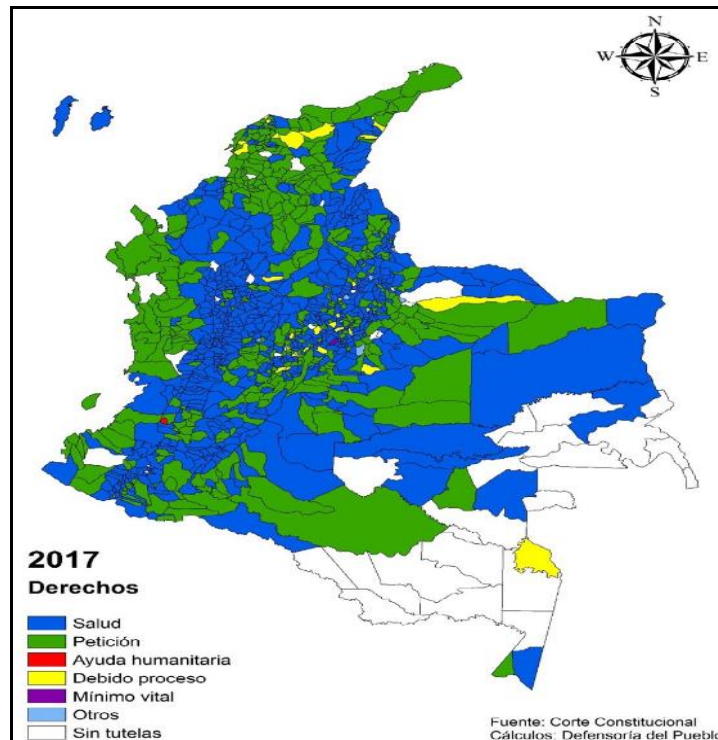 N
W E
S
2017
Derechos
Salud
Petición
Ayuda humanitaria
Debido proceso
Mínimo vital
Otros
Sin tutelas
Fuente: Corte Constitucional
Cálculos: Defensoría del Pueblo